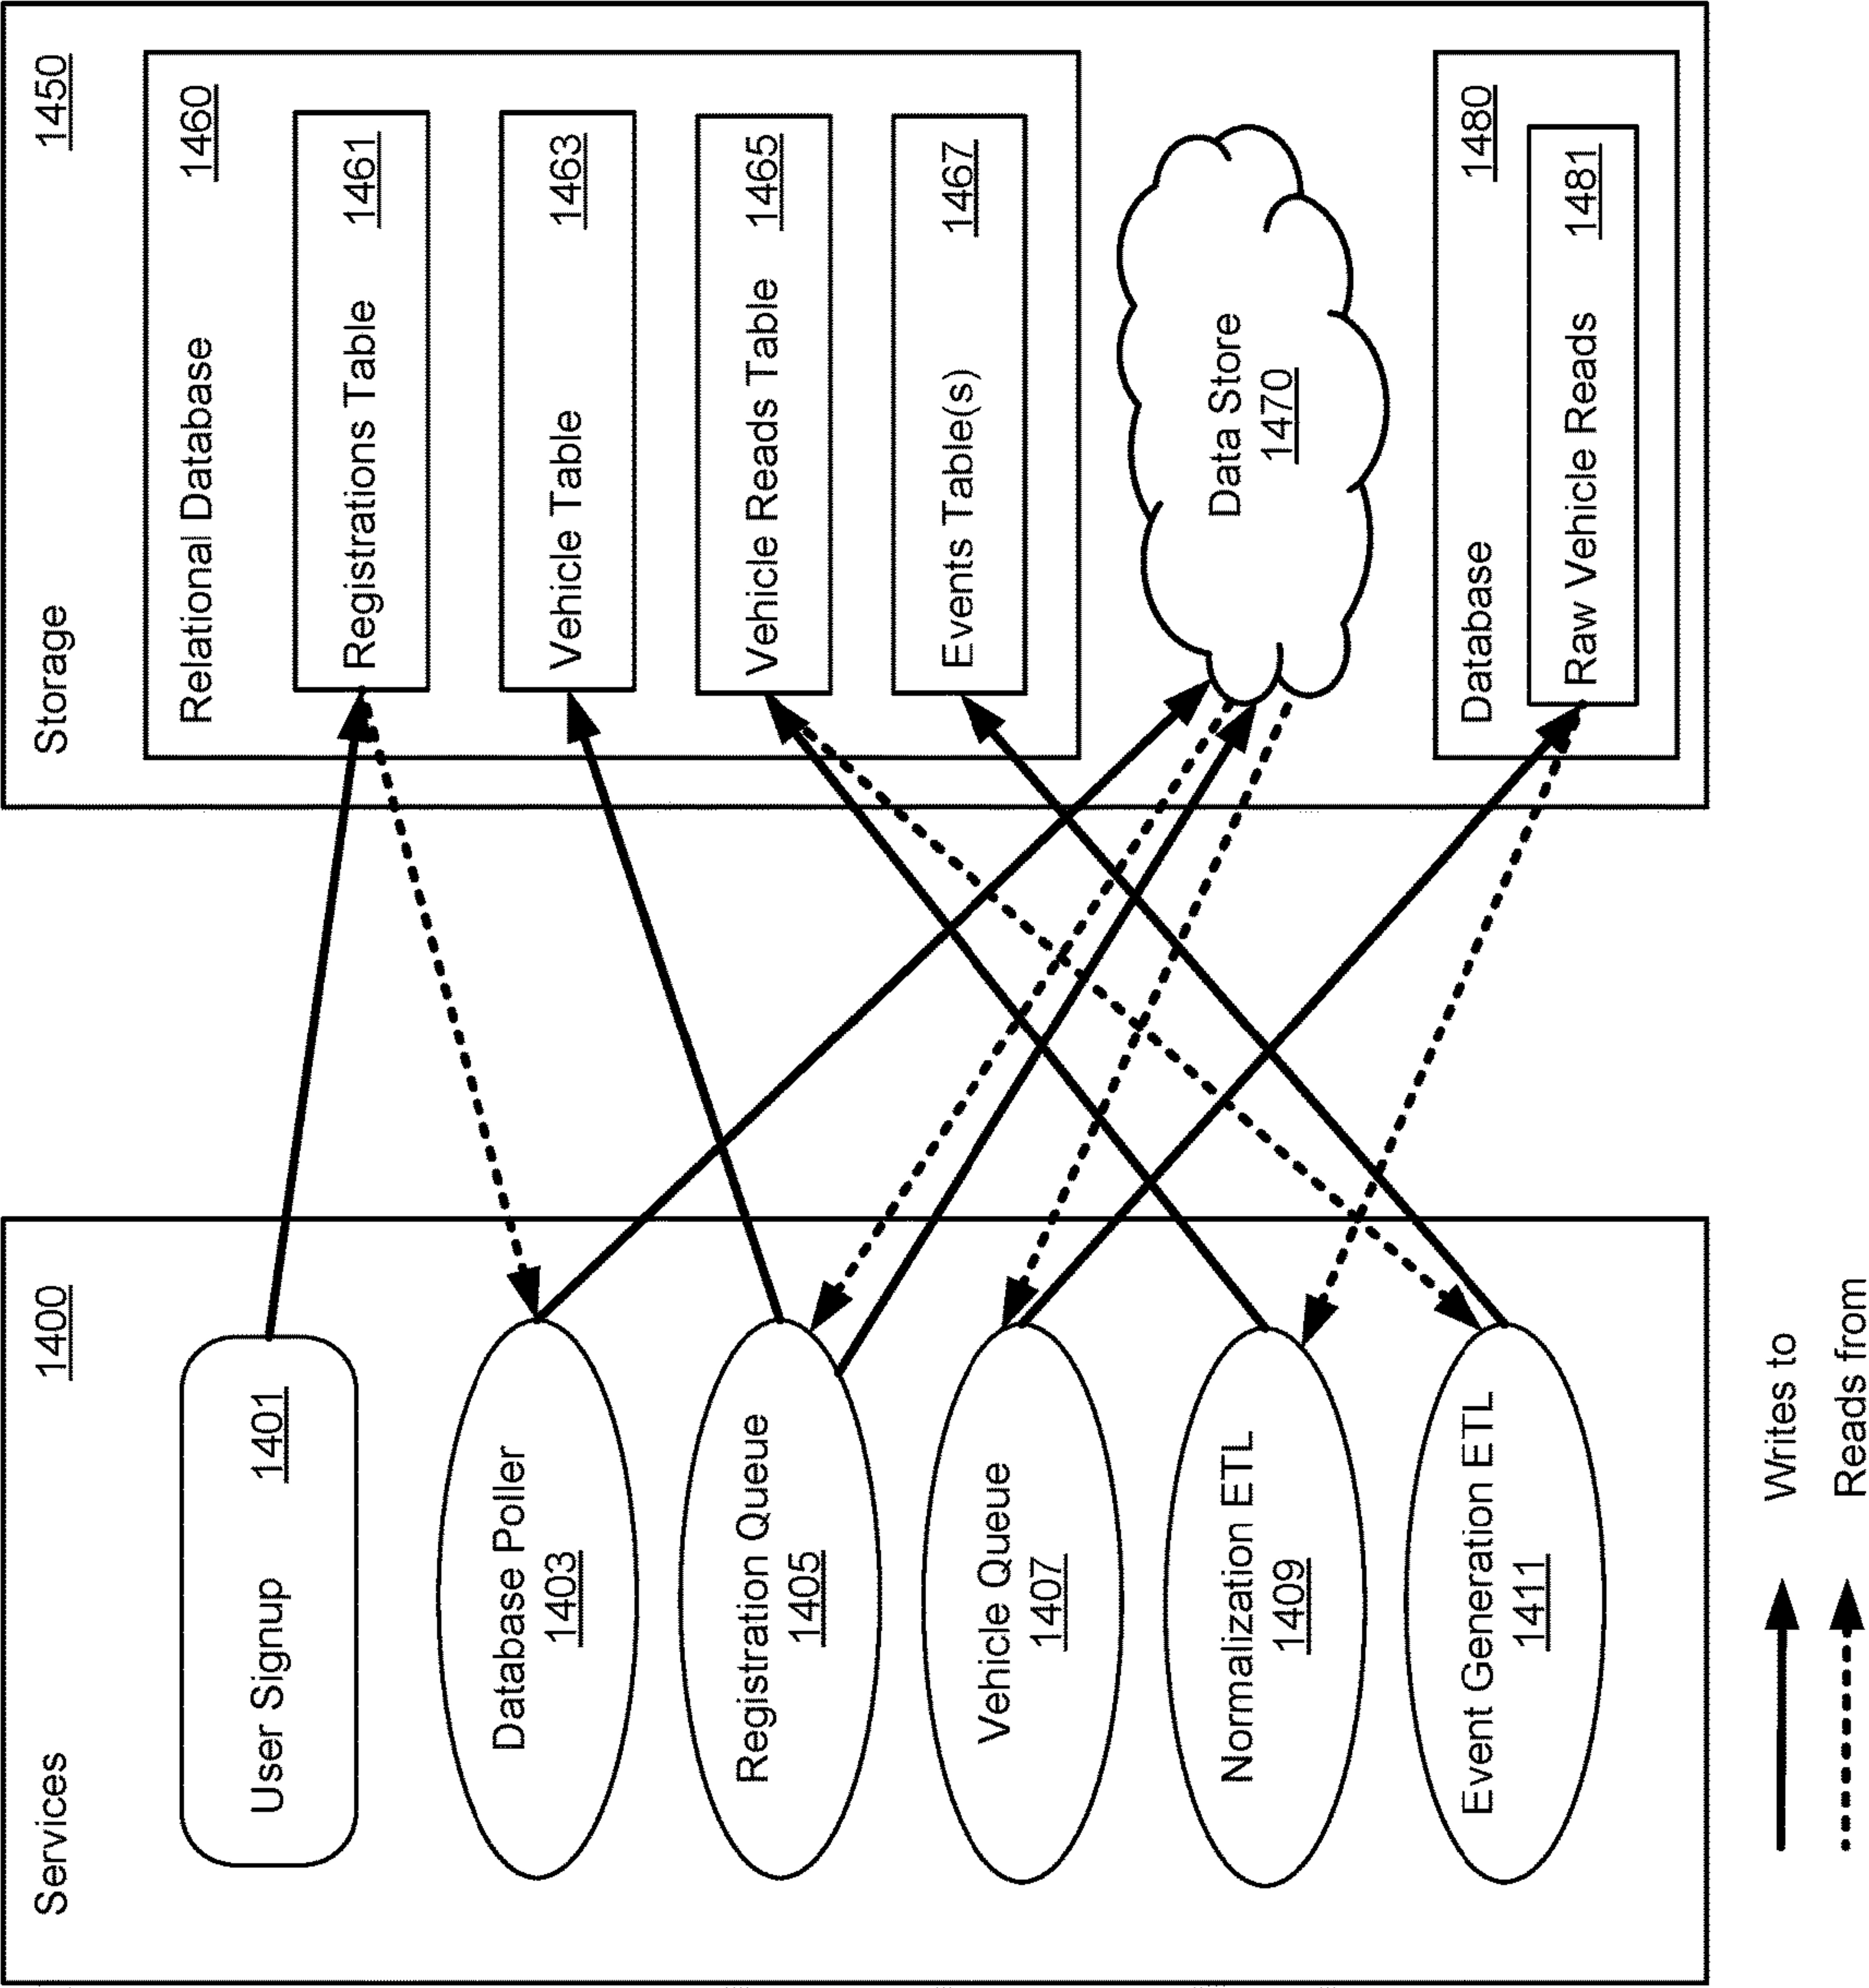 Services
1400
User Signup
1401
Database Poller
1403
Registration Queue
1405
Vehicle Queue
1407
Normalization ETL
1409
Event Generation ETL
1411
Storage
1450
Relational Database
1460
Registrations Table
1461
Vehicle Table
1463
Vehicle Reads Table
1465
Events Table(s)
1467
Data Store
1470
Database
1480
Raw Vehicle Reads
1481
Writes to
Reads from